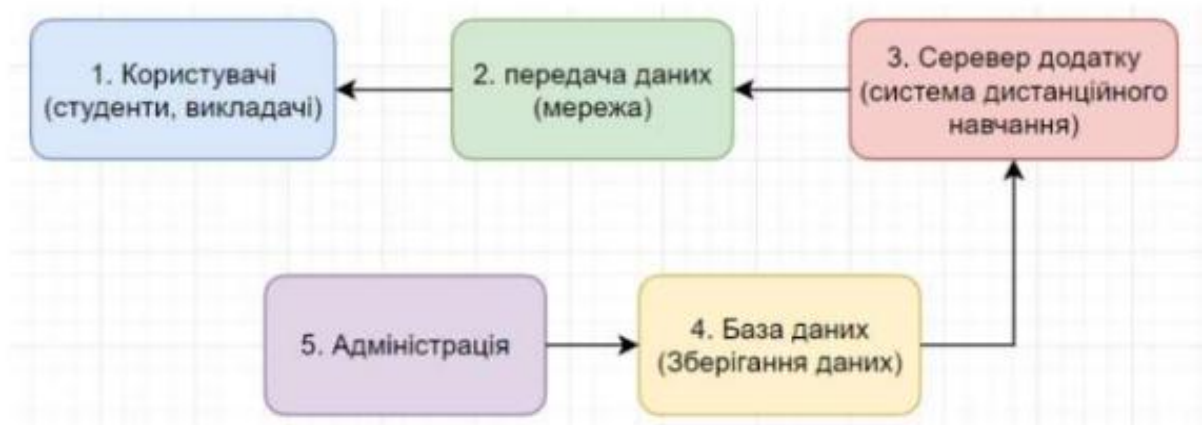 1. Користувачі
(студенти, викладачі)
2. передача даних
(мережа)
3. Серевер додатку
(система дистанційного
навчання)
5. Адміністрація
4. База даних
(Зберігання даних)